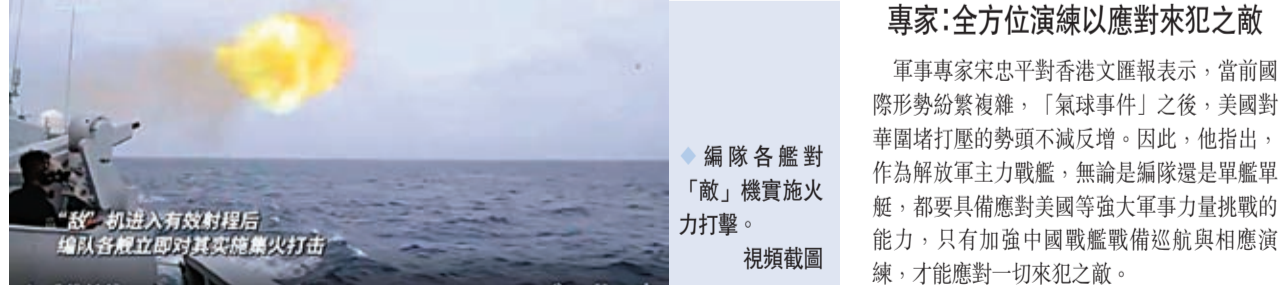 “敌”机进入有效射程后
编队各舰立即对其实施集火打击
◆編隊各艦對
「敵」機實施火
力打擊。
視頻截圖
專家:全方位演練以應對來犯之敵
軍事專家宋忠平對香港文匯報表示，當前國
際形勢紛繁複雜，「氣球事件」之後，美國對
華圍堵打壓的勢頭不減反增。因此，他指出，
作為解放軍主力戰艦，無論是編隊還是單艦單
艇，都要具備應對美國等強大軍事力量挑戰的
能力，只有加強中國戰艦戰備巡航與相應演
練，才能應對一切來犯之敵。